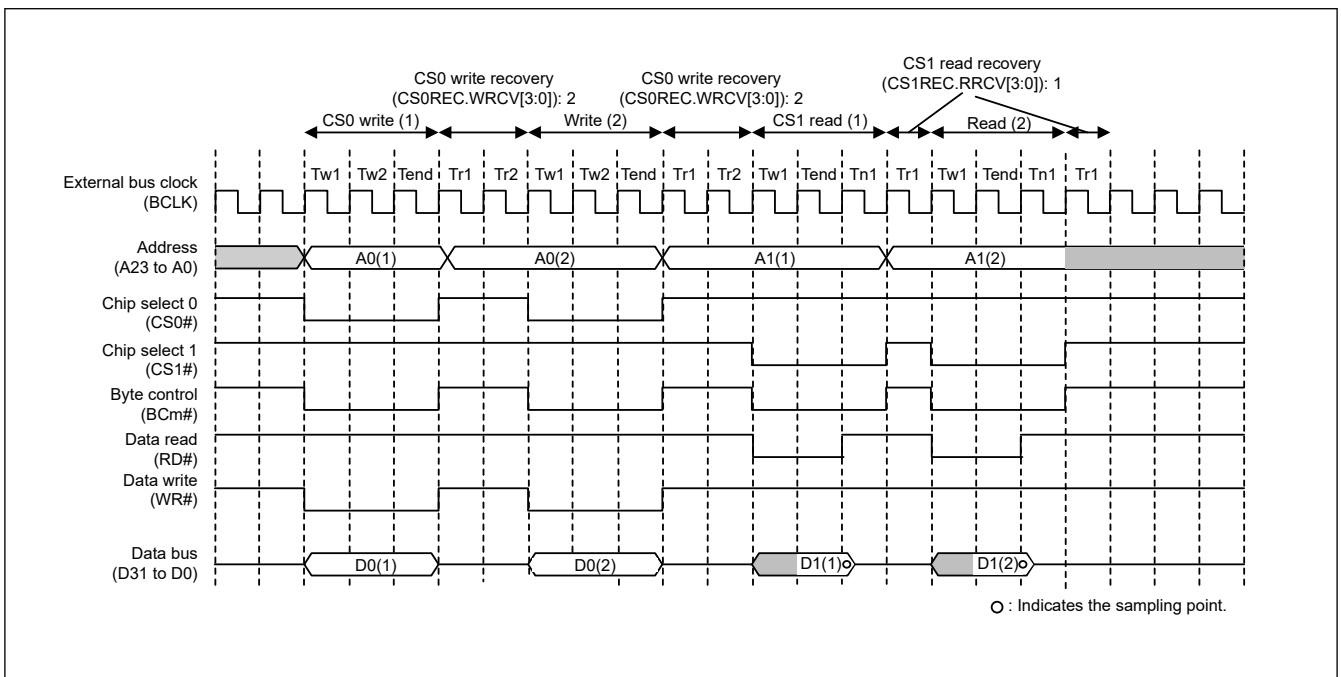 CS1 read recovery
(CS1REC.RRCV[3:0]): 1
CS0 write recovery
(CS0REC.WRCV[3:0]): 2
CS0 write recovery
(CS0REC.WRCV[3:0]): 2
CS0 write (1)
Write (2)
CS1 read (1)
Read (2)
External bus clock
(BCLK)
Tw1 Tw2 Tend Tr1 Tr2 Tw1 Tw2 Tend Tr1 Tr2 Tw1 Tend Tn1 Tr1 Tw1 Tend Tn1 Tr1
Address
(A23 to A0)
A0(1) A0(2) A1(1) A1(2)
Chip select 0
(CS0#)
Chip select 1
(CS1#)
Byte control
(BCm#)
Data read
(RD#)
Data write
(WR#)
Data bus
(D31 to D0)
D0(1) D0(2) D1(1) D1(2)
: Indicates the sampling point.